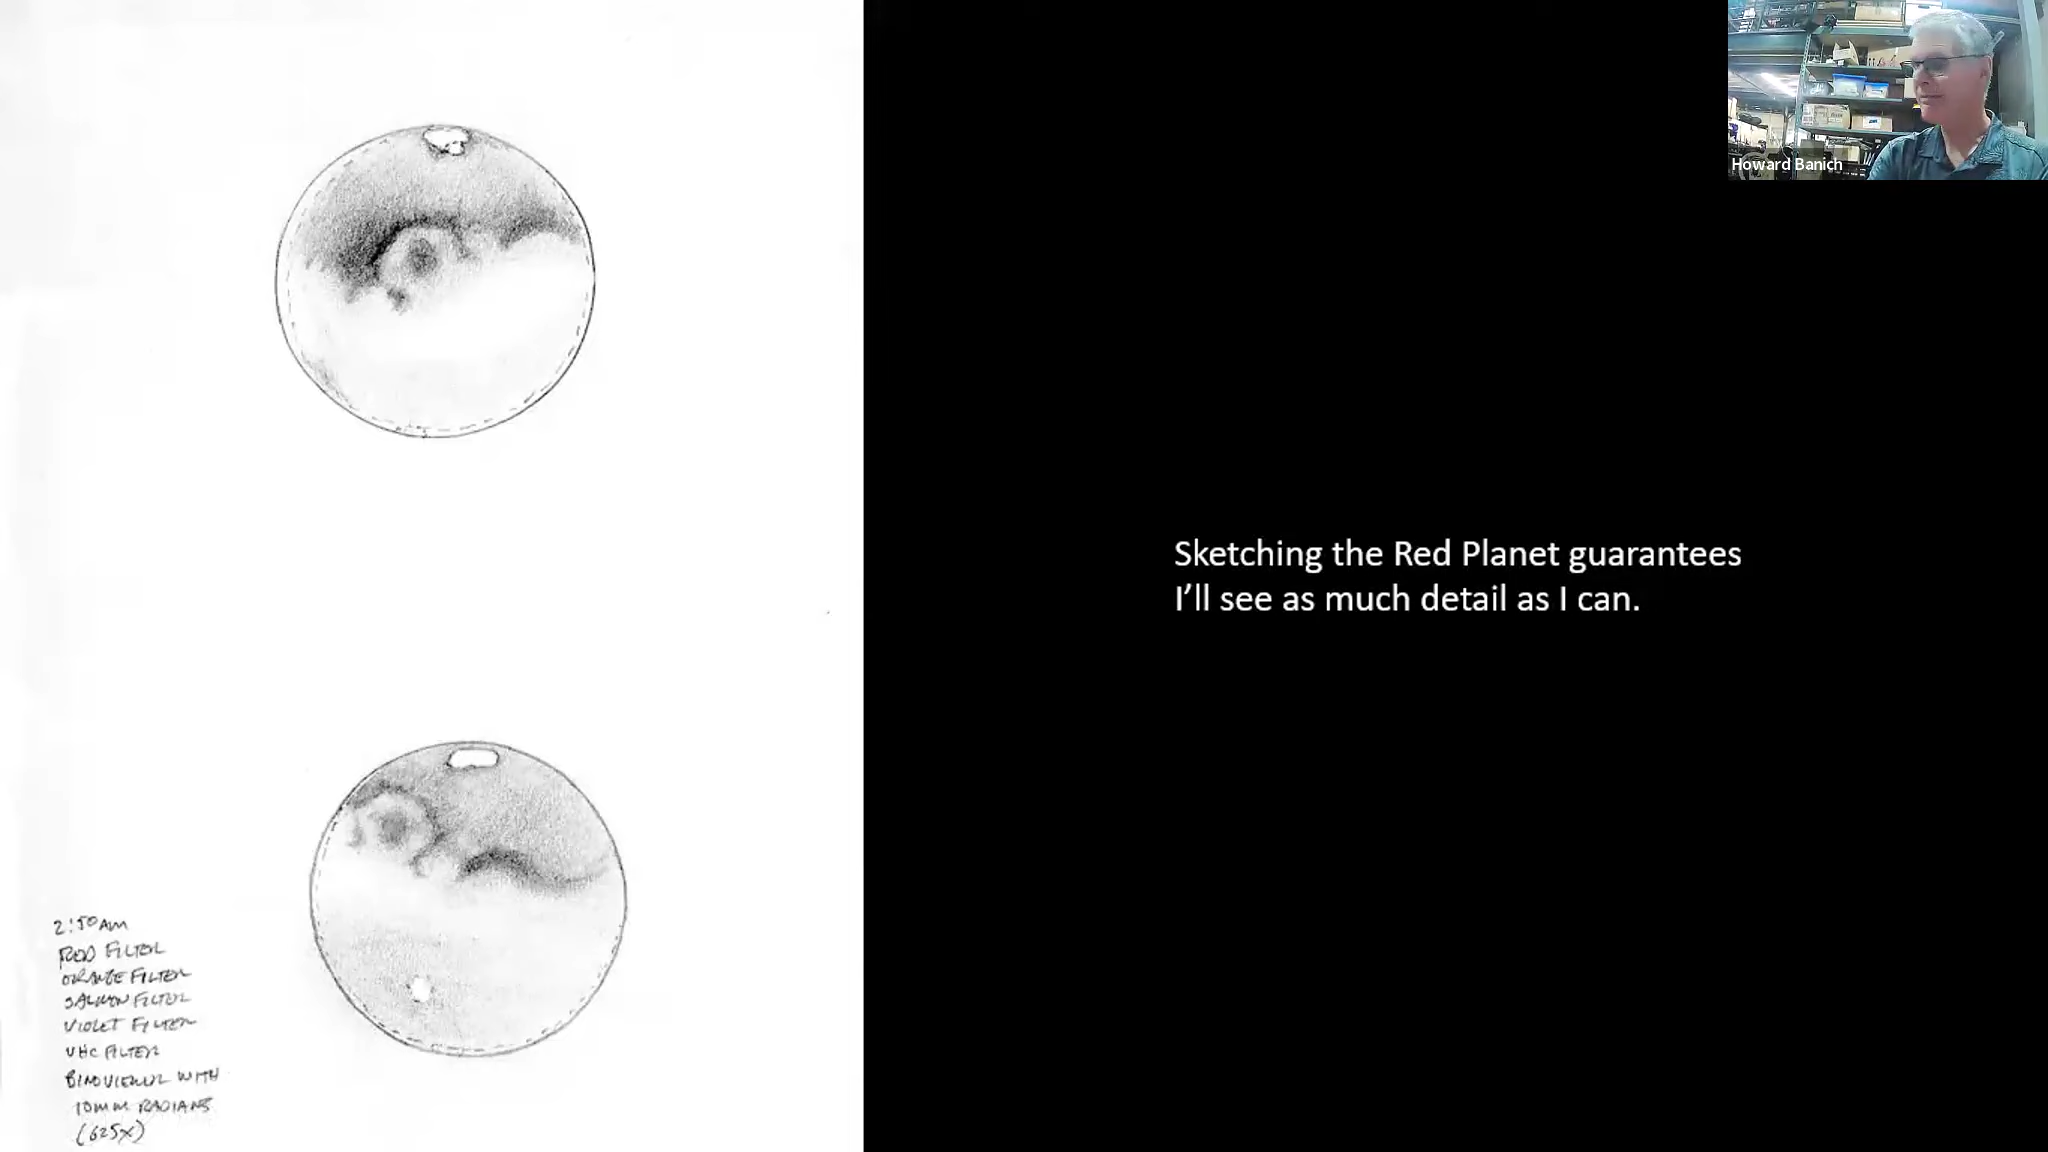 Howard Banich
Sketching the Red Planet guarantees
I'll see as much detail as I can.
2:50 AM
RED FILTER
ORANGE FILTER
SALMON FILTER
VIOLET FILTER
VHC FILTER
BINOVIEWER WITH
10MM RADIANS
(625X)